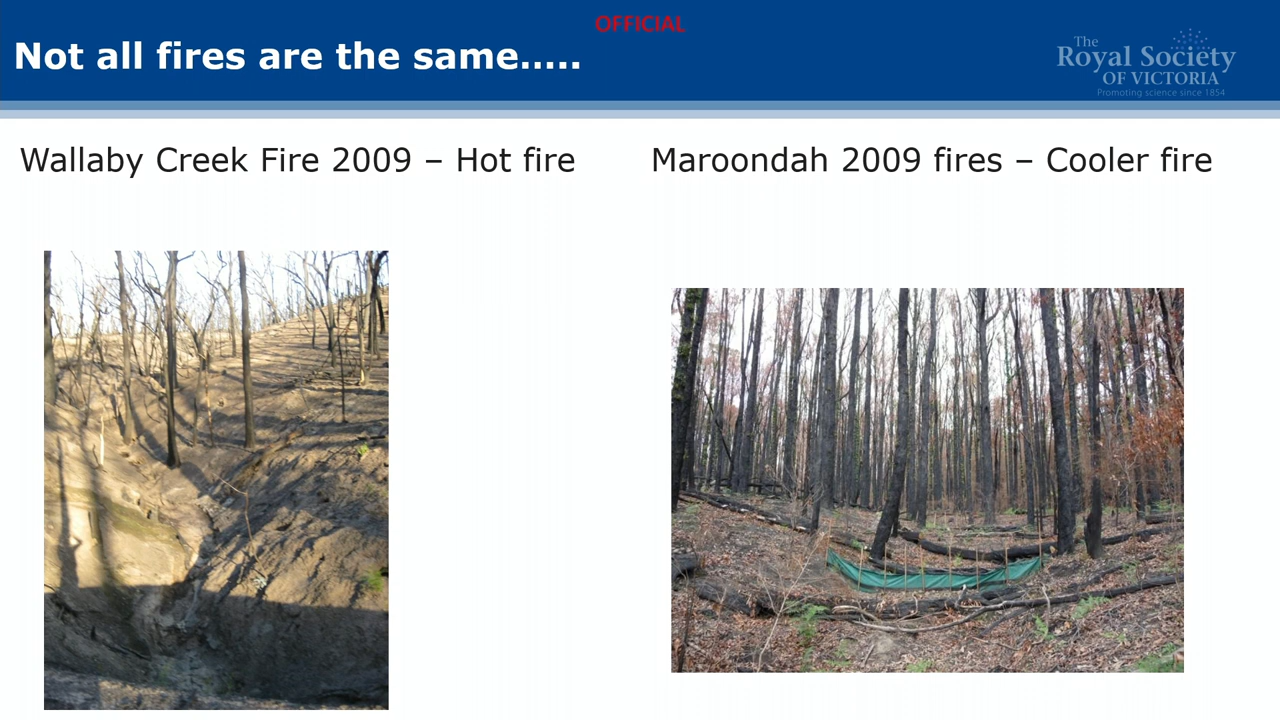 OFFICIAL
Not all fires are the same.....
The
Royal Society
OF VICTORIA
Promoting science since 1854
Wallaby Creek Fire 2009 – Hot fire
Maroondah 2009 fires – Cooler fire